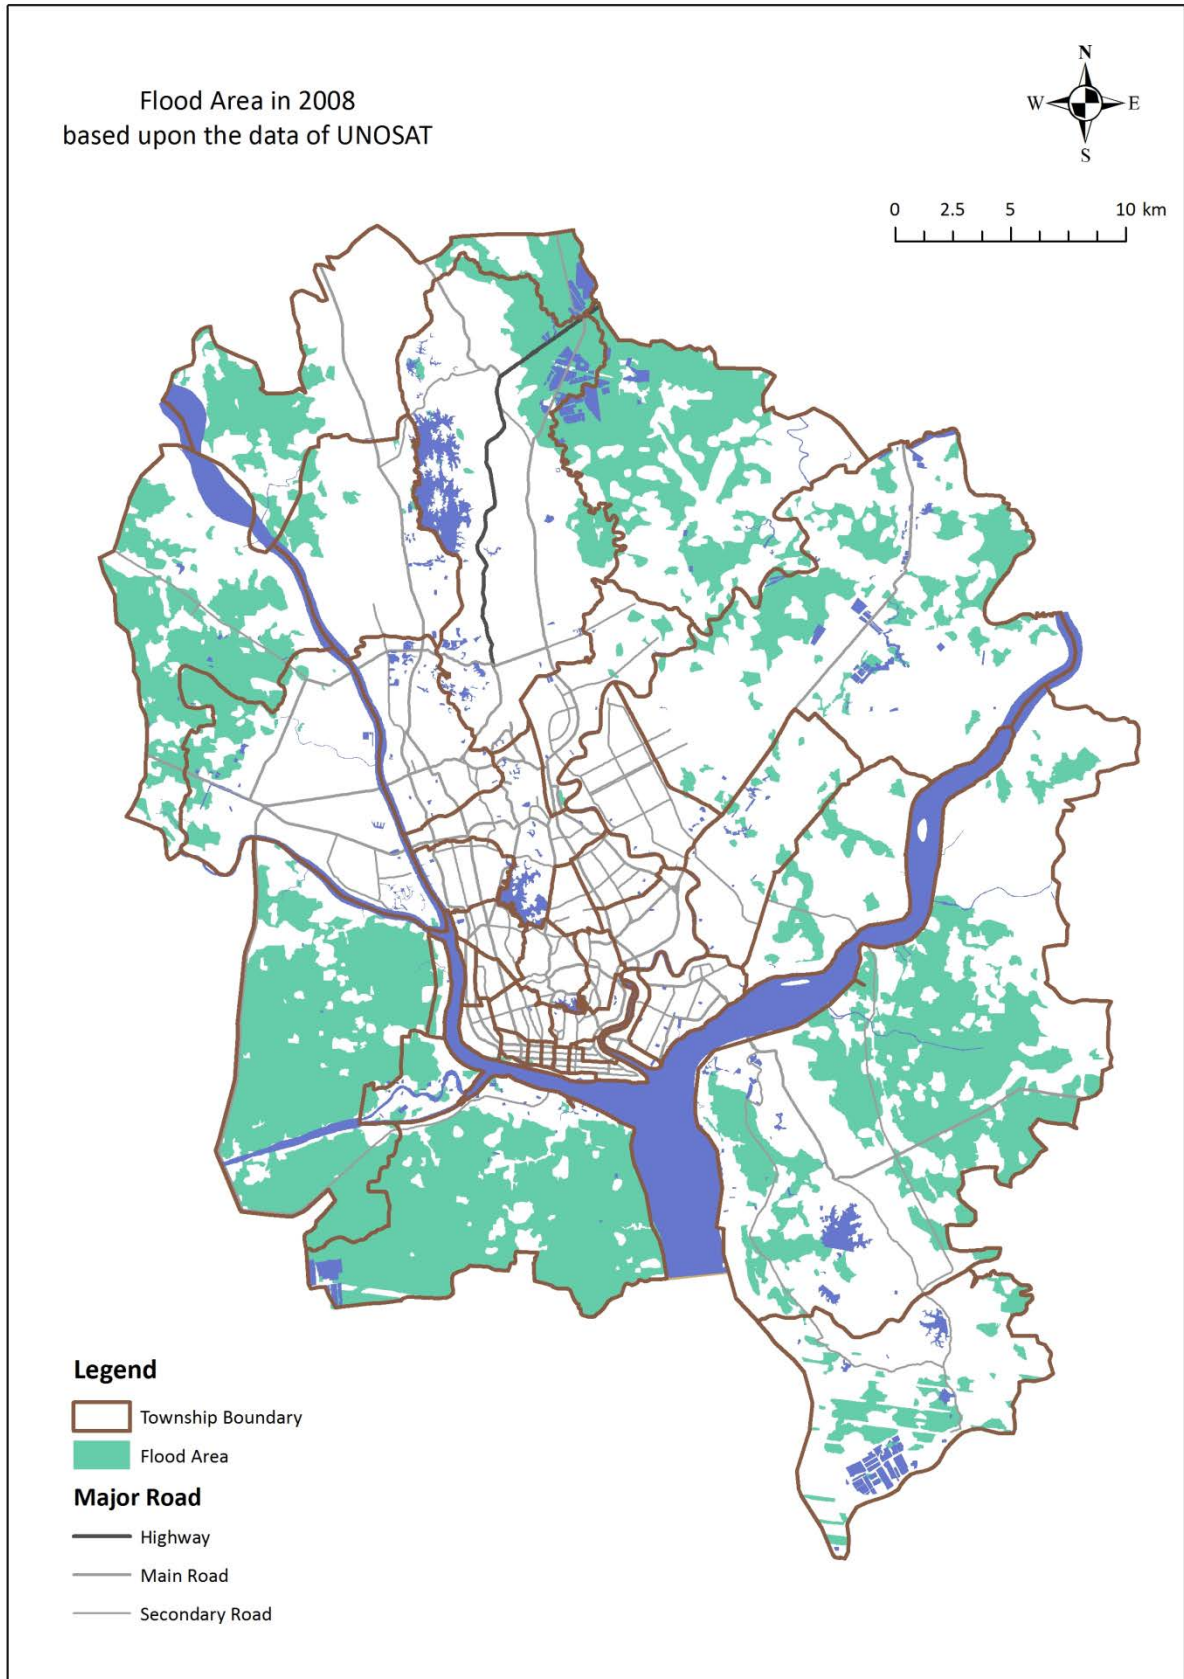 Flood Area in 2008
based upon the data of UNOSAT
N
W E
S
0 2.5 5 10 km
Legend
Township Boundary
Flood Area
Major Road
Highway
Main Road
Secondary Road